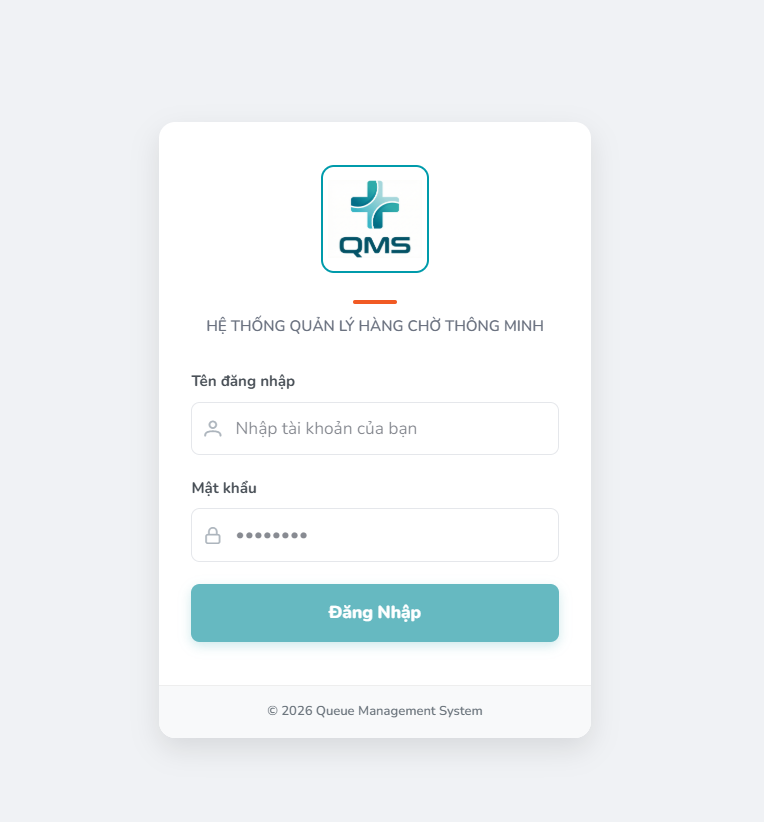 QMS
HỆ THỐNG QUẢN LÝ HÀNG CHỜ THÔNG MINH
Tên đăng nhập
Nhập tài khoản của bạn
Mật khẩu
••••••••
Đăng Nhập
© 2026 Queue Management System